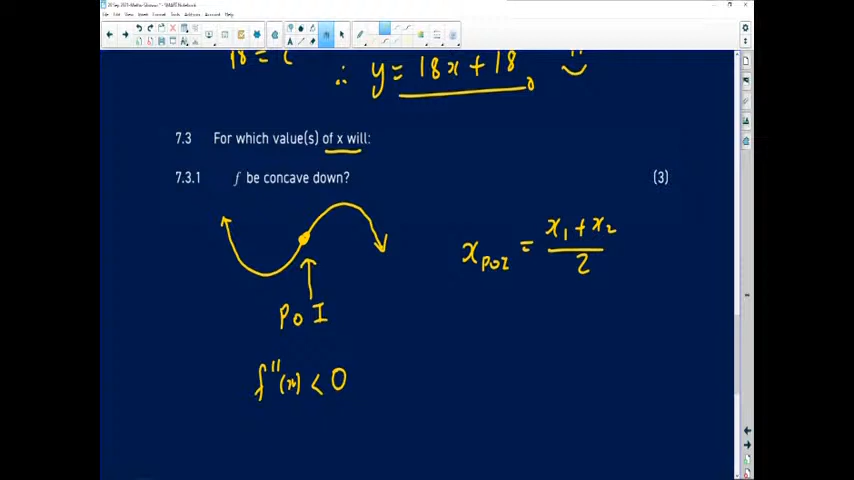 18 = c
∴ y = 18x + 18
7.3 For which value(s) of x will:
7.3.1 f be concave down? (3)
x_POI = (x₁ + x₂)/2
PoI
f''(x) < 0